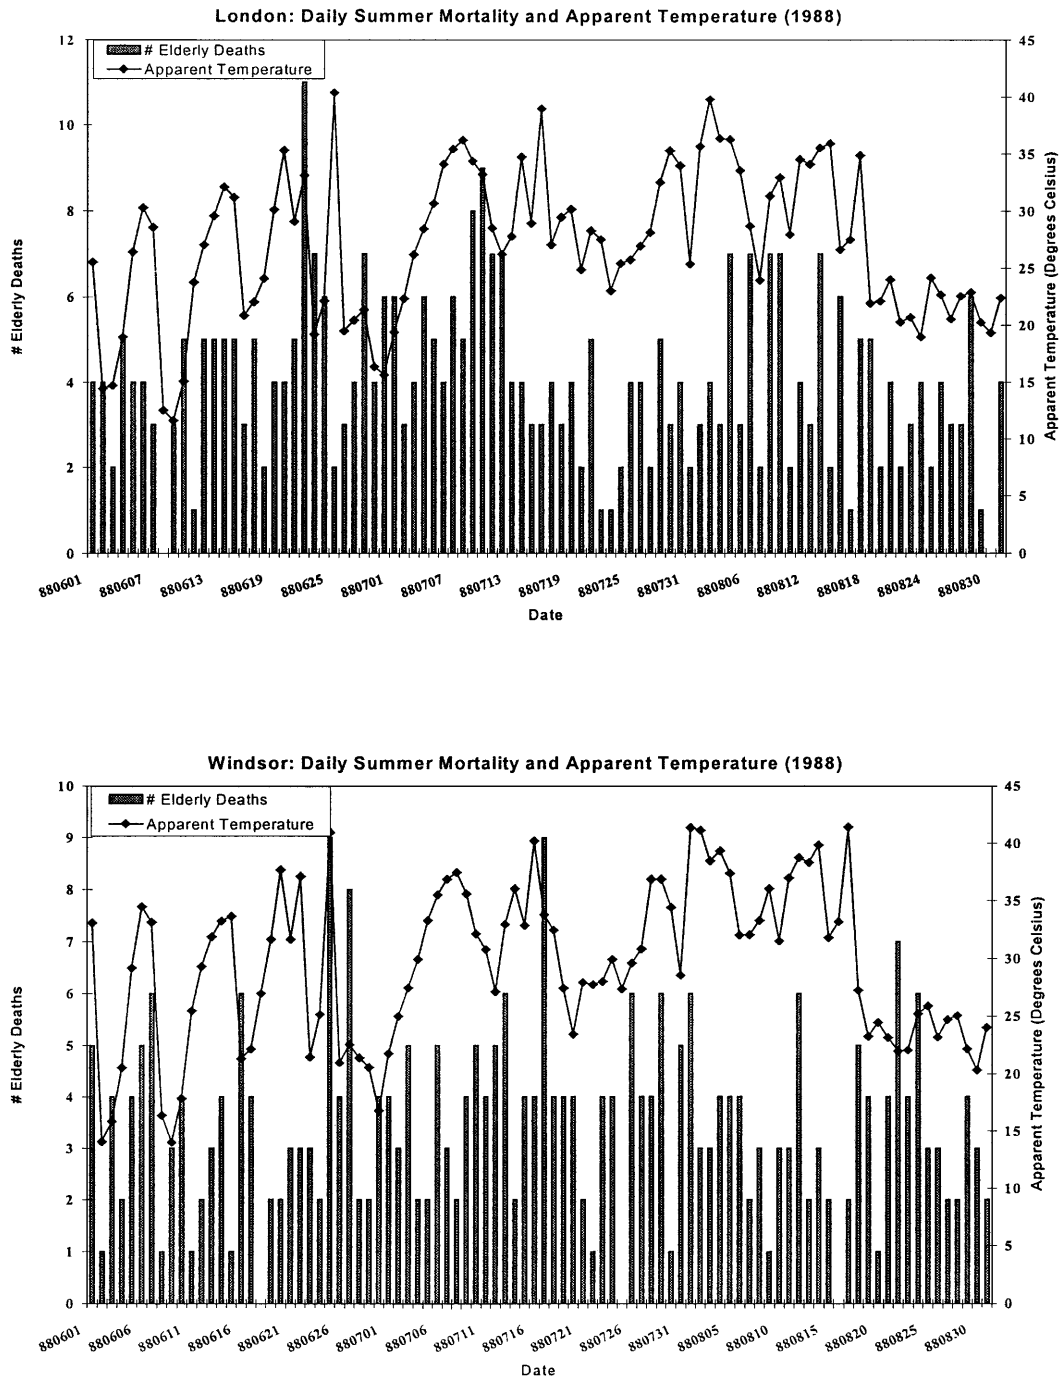 London: Daily Summer Mortality and Apparent Temperature (1988)
# Elderly Deaths
Apparent Temperature
12
10
8
6
4
2
0
# Elderly Deaths
45
40
35
30
25
20
15
10
5
0
Apparent Temperature (Degrees Celsius)
880601 880607 880613 880619 880625 880701 880707 880713 880719 880725 880731 880806 880812 880818 880824 880830
Date
Windsor: Daily Summer Mortality and Apparent Temperature (1988)
# Elderly Deaths
Apparent Temperature
10
9
8
7
6
5
4
3
2
1
0
# Elderly Deaths
45
40
35
30
25
20
15
10
5
0
Apparent Temperature (Degrees Celsius)
880601 880606 880611 880616 880621 880626 880701 880706 880711 880716 880721 880726 880731 880805 880810 880815 880820 880825 880830
Date